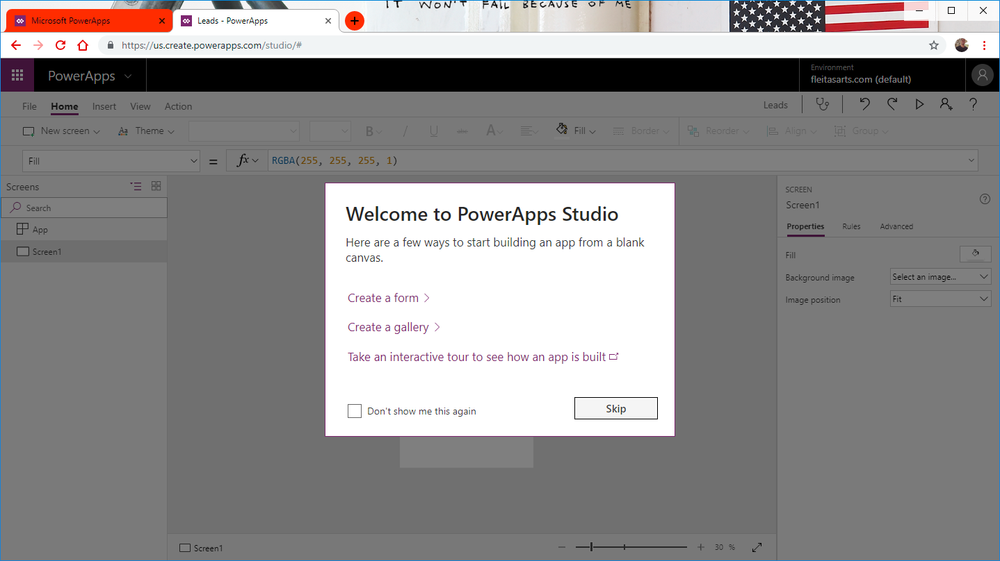 IT WON'T FAIL BECAUSE OF ME
Microsoft PowerApps
Leads - PowerApps
https://us.create.powerapps.com/studio/#
PowerApps
Environment
fleitasarts.com (default)
File Home Insert View Action
Leads
New screen Theme B / U abc A Fill Border Reorder Align Group
Fill = fx RGBA(255, 255, 255, 1)
Screens
Search
App
Screen1
Welcome to PowerApps Studio
Here are a few ways to start building an app from a blank
canvas.
Create a form
Create a gallery
Take an interactive tour to see how an app is built
Don't show me this again
Skip
SCREEN
Screen1
Properties Rules Advanced
Fill
Background image Select an image...
Image position Fit
Screen1
30 %